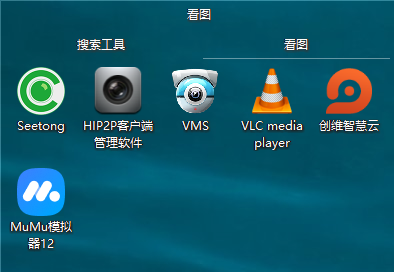 看图
搜索工具
看图
Seetong
HIP2P客户端
管理软件
VMS
VLC media
player
创维智慧云
MuMu模拟
器12